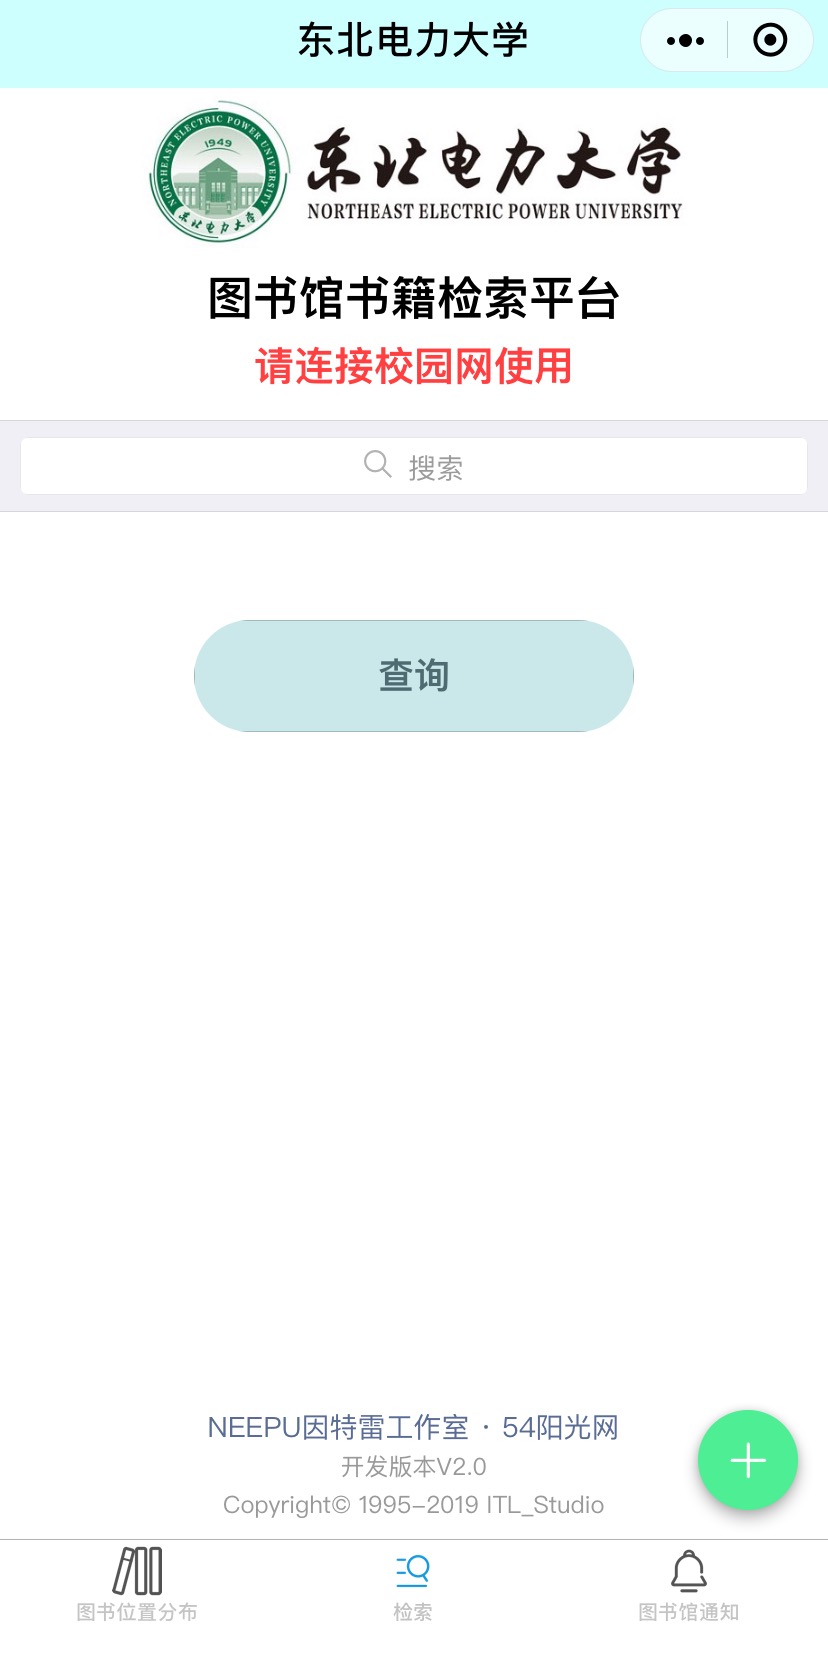 东北电力大学
NORTHEAST ELECTRIC POWER UNIVERSITY
1949
东北电力大学
东北电力大学
NORTHEAST ELECTRIC POWER UNIVERSITY
图书馆书籍检索平台
请连接校园网使用
搜索
查询
NEEPU因特雷工作室 · 54阳光网
开发版本V2.0
Copyright© 1995-2019 ITL_Studio
图书位置分布
检索
图书馆通知